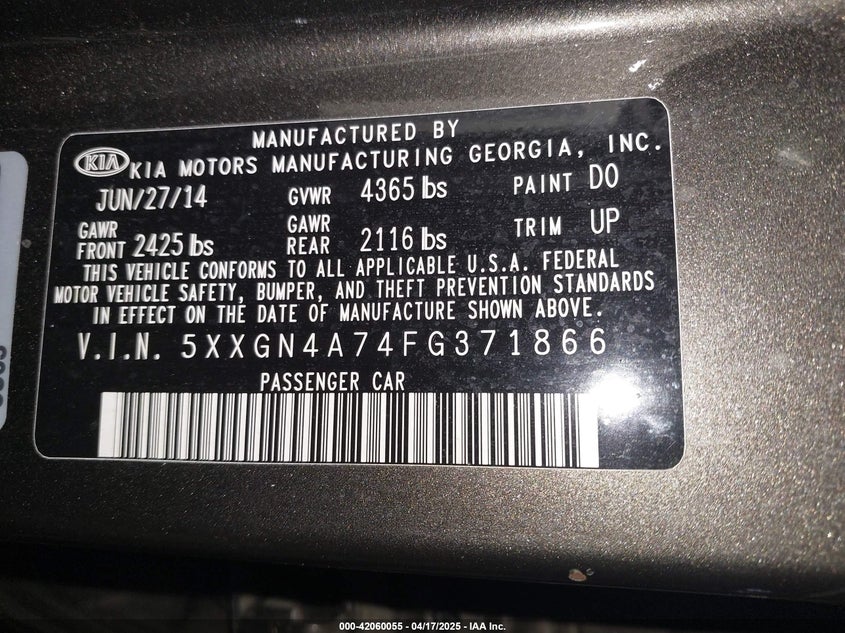 MANUFACTURED BY
KIA KIA MOTORS MANUFACTURING GEORGIA, INC.
JUN/27/14 GVWR 4365 lbs PAINT D0
GAWR FRONT 2425 lbs GAWR REAR 2116 lbs TRIM UP
THIS VEHICLE CONFORMS TO ALL APPLICABLE U.S.A. FEDERAL
MOTOR VEHICLE SAFETY, BUMPER, AND THEFT PREVENTION STANDARDS
IN EFFECT ON THE DATE OF MANUFACTURE SHOWN ABOVE.
V.I.N. 5XXGN4A74FG371866
PASSENGER CAR
000-42060055 - 04/17/2025 - IAA Inc.